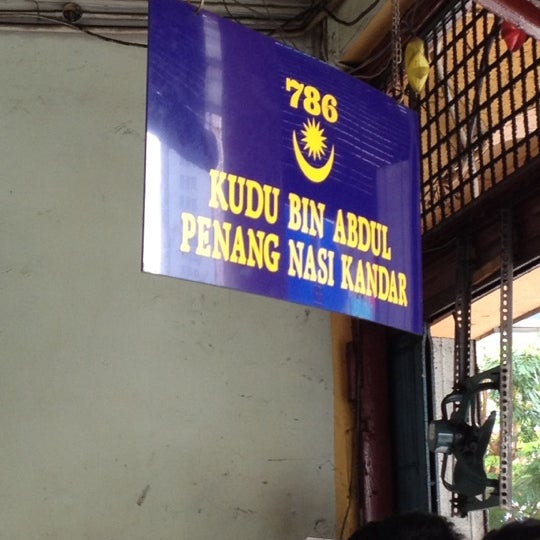 786
KUDU BIN ABDUL
PENANG NASI KANDAR